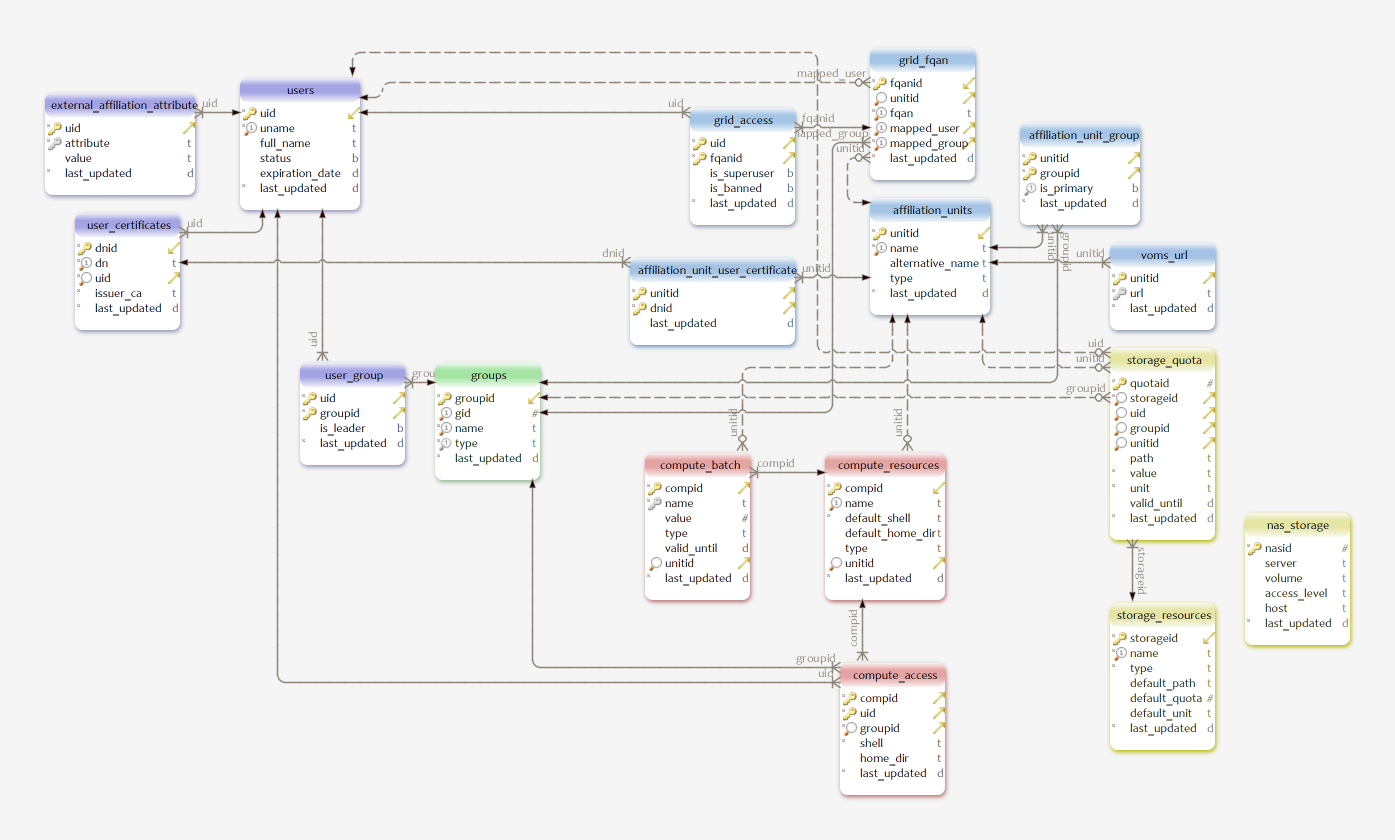 external_affiliation_attribute
uid
attribute t
value t
last_updated d
uid
users
uid
uname t
full_name t
status b
expiration_date d
last_updated d
user_certificates
dnid
dn t
uid
issuer_ca t
last_updated d
uid
uid
grid_access
uid
fqanid
is_superuser b
is_banned b
last_updated d
fqanid
mapped_user
mapped_group
unitid
grid_fqan
fqanid
unitid
fqan t
mapped_user
mapped_group
last_updated d
affiliation_unit_group
unitid
groupid
is_primary b
last_updated d
unitid
groupid
affiliation_units
unitid
name t
alternative_name t
type t
last_updated d
unitid
voms_url
unitid
url t
last_updated d
dnid
affiliation_unit_user_certificate
unitid
dnid
last_updated d
unitid
uid
user_group
uid
groupid
is_leader b
last_updated d
grou
groups
groupid
gid #
name t
type t
last_updated d
uid
unitid
groupid
storage_quota
quotaid #
storageid
uid
groupid
unitid
path t
value t
unit t
valid_until d
last_updated d
storageid
unitid
unitid
compute_batch
compid
name t
value #
type t
valid_until d
unitid
last_updated d
compid
compute_resources
compid
name t
default_shell t
default_home_dir t
type t
unitid
last_updated d
compid
nas_storage
nasid #
server t
volume t
access_level t
host t
last_updated d
storage_resources
storageid
name t
type t
default_path t
default_quota #
default_unit t
last_updated d
groupid
uid
compute_access
compid
uid
groupid
shell t
home_dir t
last_updated d